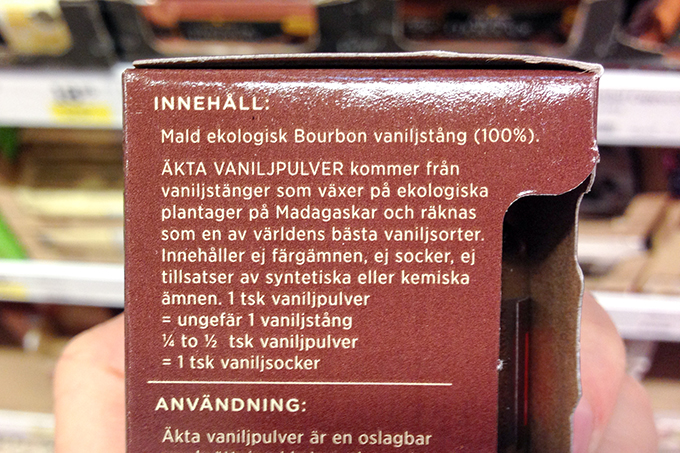 INNEHÅLL:
Mald ekologisk Bourbon vaniljstång (100%).
ÄKTA VANILJPULVER kommer från
vaniljstänger som växer på ekologiska
plantager på Madagaskar och räknas
som en av världens bästa vaniljsorter.
Innehåller ej färgämnen, ej socker, ej
tillsatser av syntetiska eller kemiska
ämnen. 1 tsk vaniljpulver
= ungefär 1 vaniljstång
¼ to ½ tsk vaniljpulver
= 1 tsk vaniljsocker
ANVÄNDNING:
Äkta vaniljpulver är en oslagbar